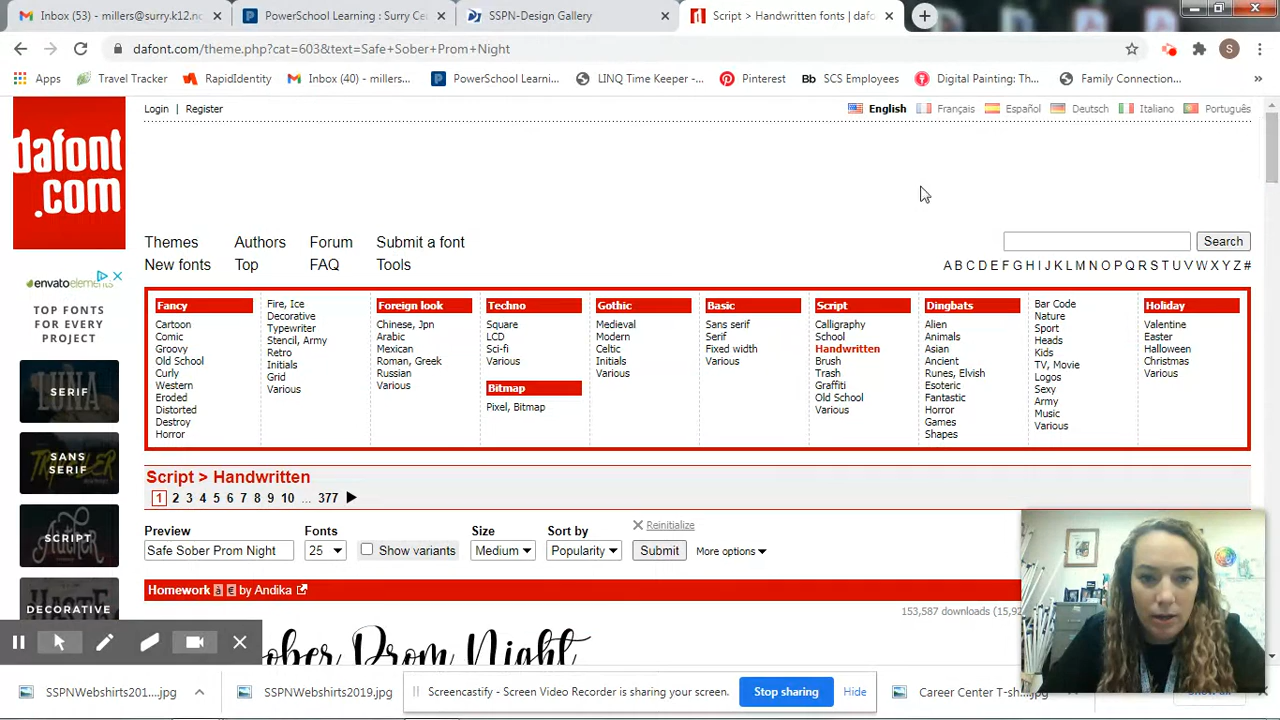 Inbox (53) - millers@surry.k12.n
PowerSchool Learning : Surry Ce
SSPN-Design Gallery
Script > Handwritten fonts | dafon
dafont.com/theme.php?cat=603&text=Safe+Sober+Prom+Night
S
Apps
Travel Tracker
RapidIdentity
Inbox (40) - millers...
PowerSchool Learni...
LINQ Time Keeper -...
Pinterest
Bb SCS Employees
Digital Painting: Th...
Family Connection...
»
dafont
.com
Login | Register
English
Français
Español
Deutsch
Italiano
Português
Themes
Authors
Forum
Submit a font
Search
New fonts
Top
FAQ
Tools
A B C D E F G H I J K L M N O P Q R S T U V W X Y Z #
envatoelements
TOP FONTS
FOR EVERY
PROJECT
SERIF
SANS
SERIF
SCRIPT
DECORATIVE
Fancy
Cartoon
Comic
Groovy
Old School
Curly
Western
Eroded
Distorted
Destroy
Horror
Fire, Ice
Decorative
Typewriter
Stencil, Army
Retro
Initials
Grid
Various
Foreign look
Chinese, Jpn
Arabic
Mexican
Roman, Greek
Russian
Various
Techno
Square
LCD
Sci-fi
Various
Bitmap
Pixel, Bitmap
Gothic
Medieval
Modern
Celtic
Initials
Various
Basic
Sans serif
Serif
Fixed width
Various
Script
Calligraphy
School
Handwritten
Brush
Trash
Graffiti
Old School
Various
Dingbats
Alien
Animals
Asian
Ancient
Runes, Elvish
Esoteric
Fantastic
Horror
Games
Shapes
Bar Code
Nature
Sport
Heads
Kids
TV, Movie
Logos
Sexy
Army
Music
Various
Holiday
Valentine
Easter
Halloween
Christmas
Various
Script > Handwritten
1 2 3 4 5 6 7 8 9 10 ... 377
Preview
Fonts
Size
Sort by
Reinitialize
Safe Sober Prom Night
25
Show variants
Medium
Popularity
Submit
More options
Homework à € by Andika
153,587 downloads (15,92
ober Prom Night
SSPNWebshirts201....jpg
SSPNWebshirts2019.jpg
Screencastify - Screen Video Recorder is sharing your screen.
Stop sharing
Hide
Career Center T-sh....jpg